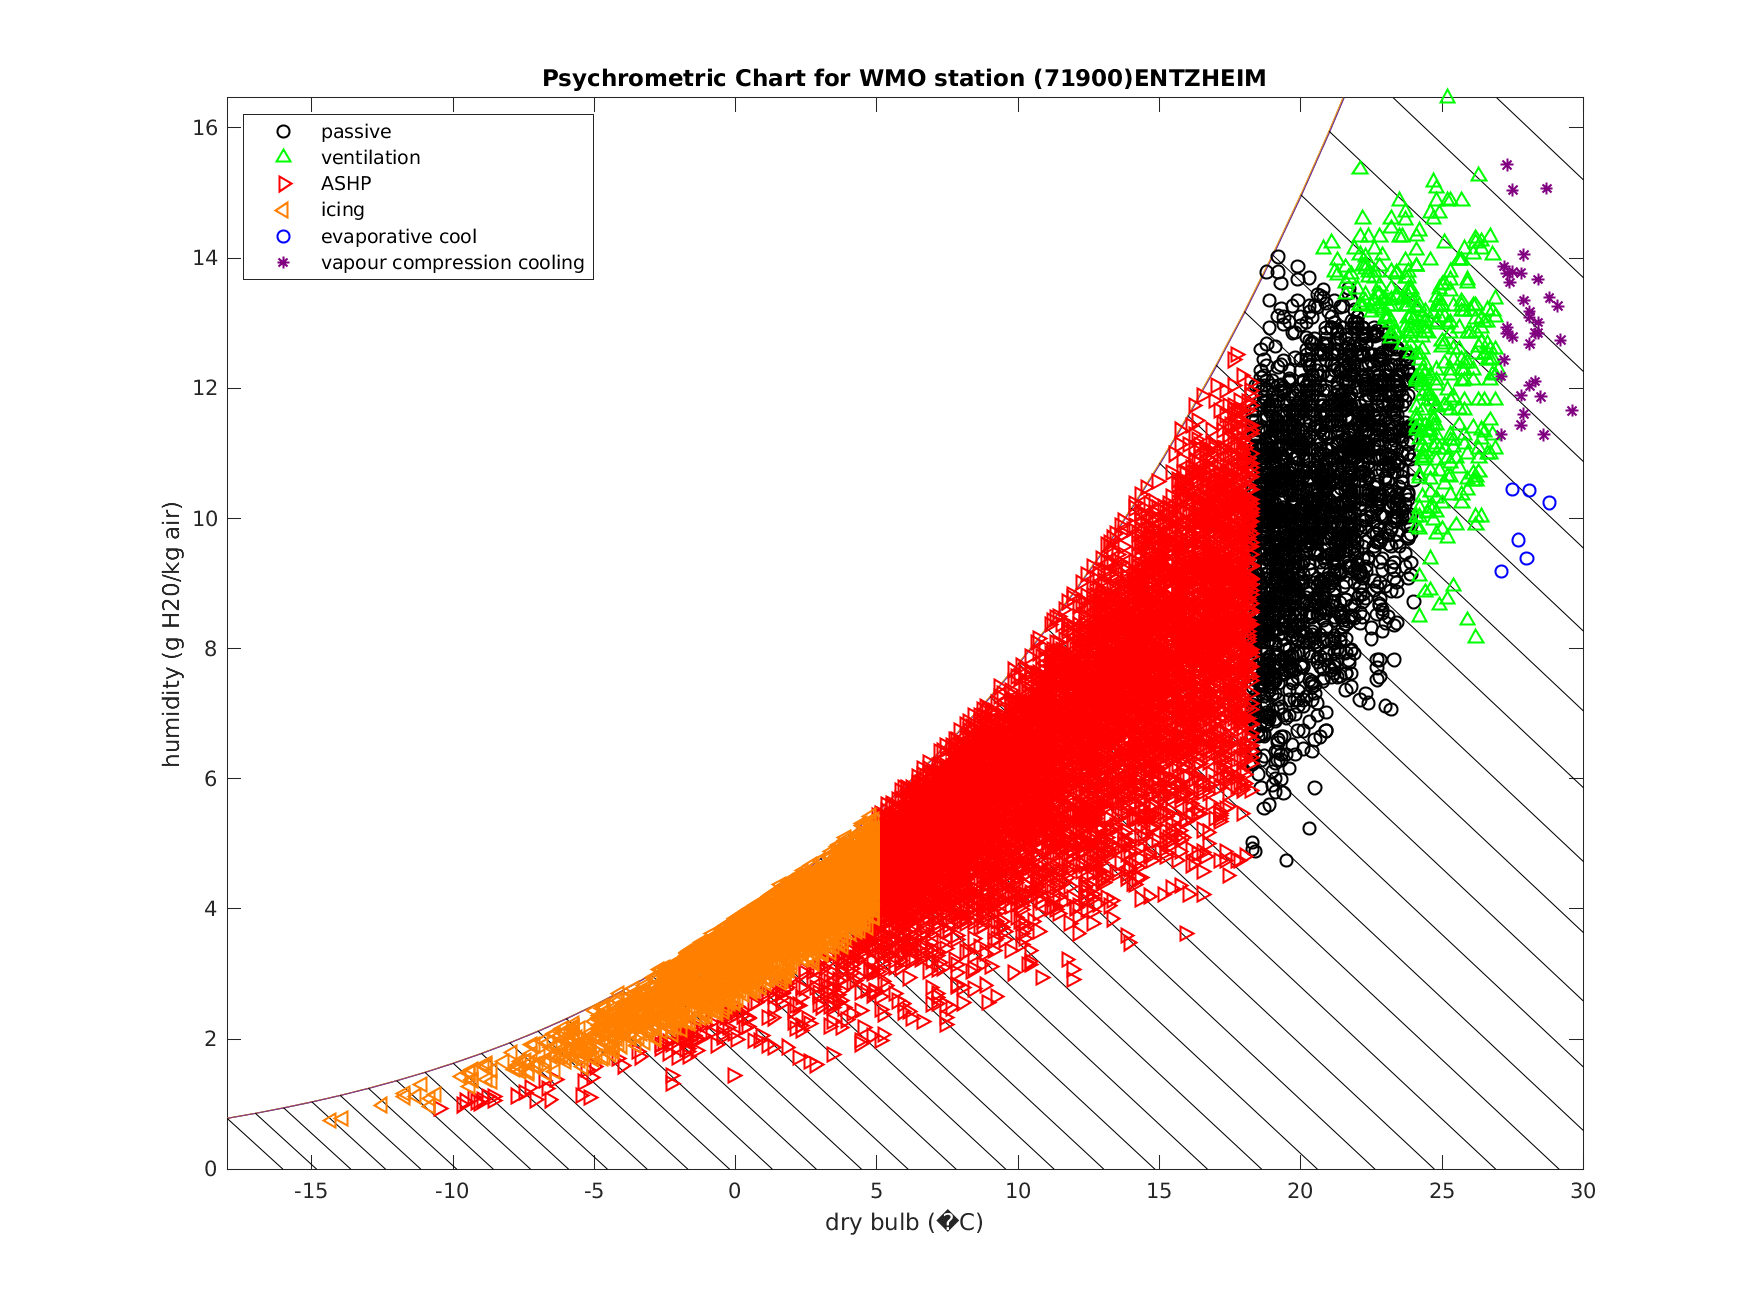 Psychrometric Chart for WMO station (71900)ENTZHEIM
passive
ventilation
ASHP
icing
evaporative cool
vapour compression cooling
humidity (g H20/kg air)
16
14
12
10
8
6
4
2
0
-15 -10 -5 0 5 10 15 20 25 30
dry bulb (�C)